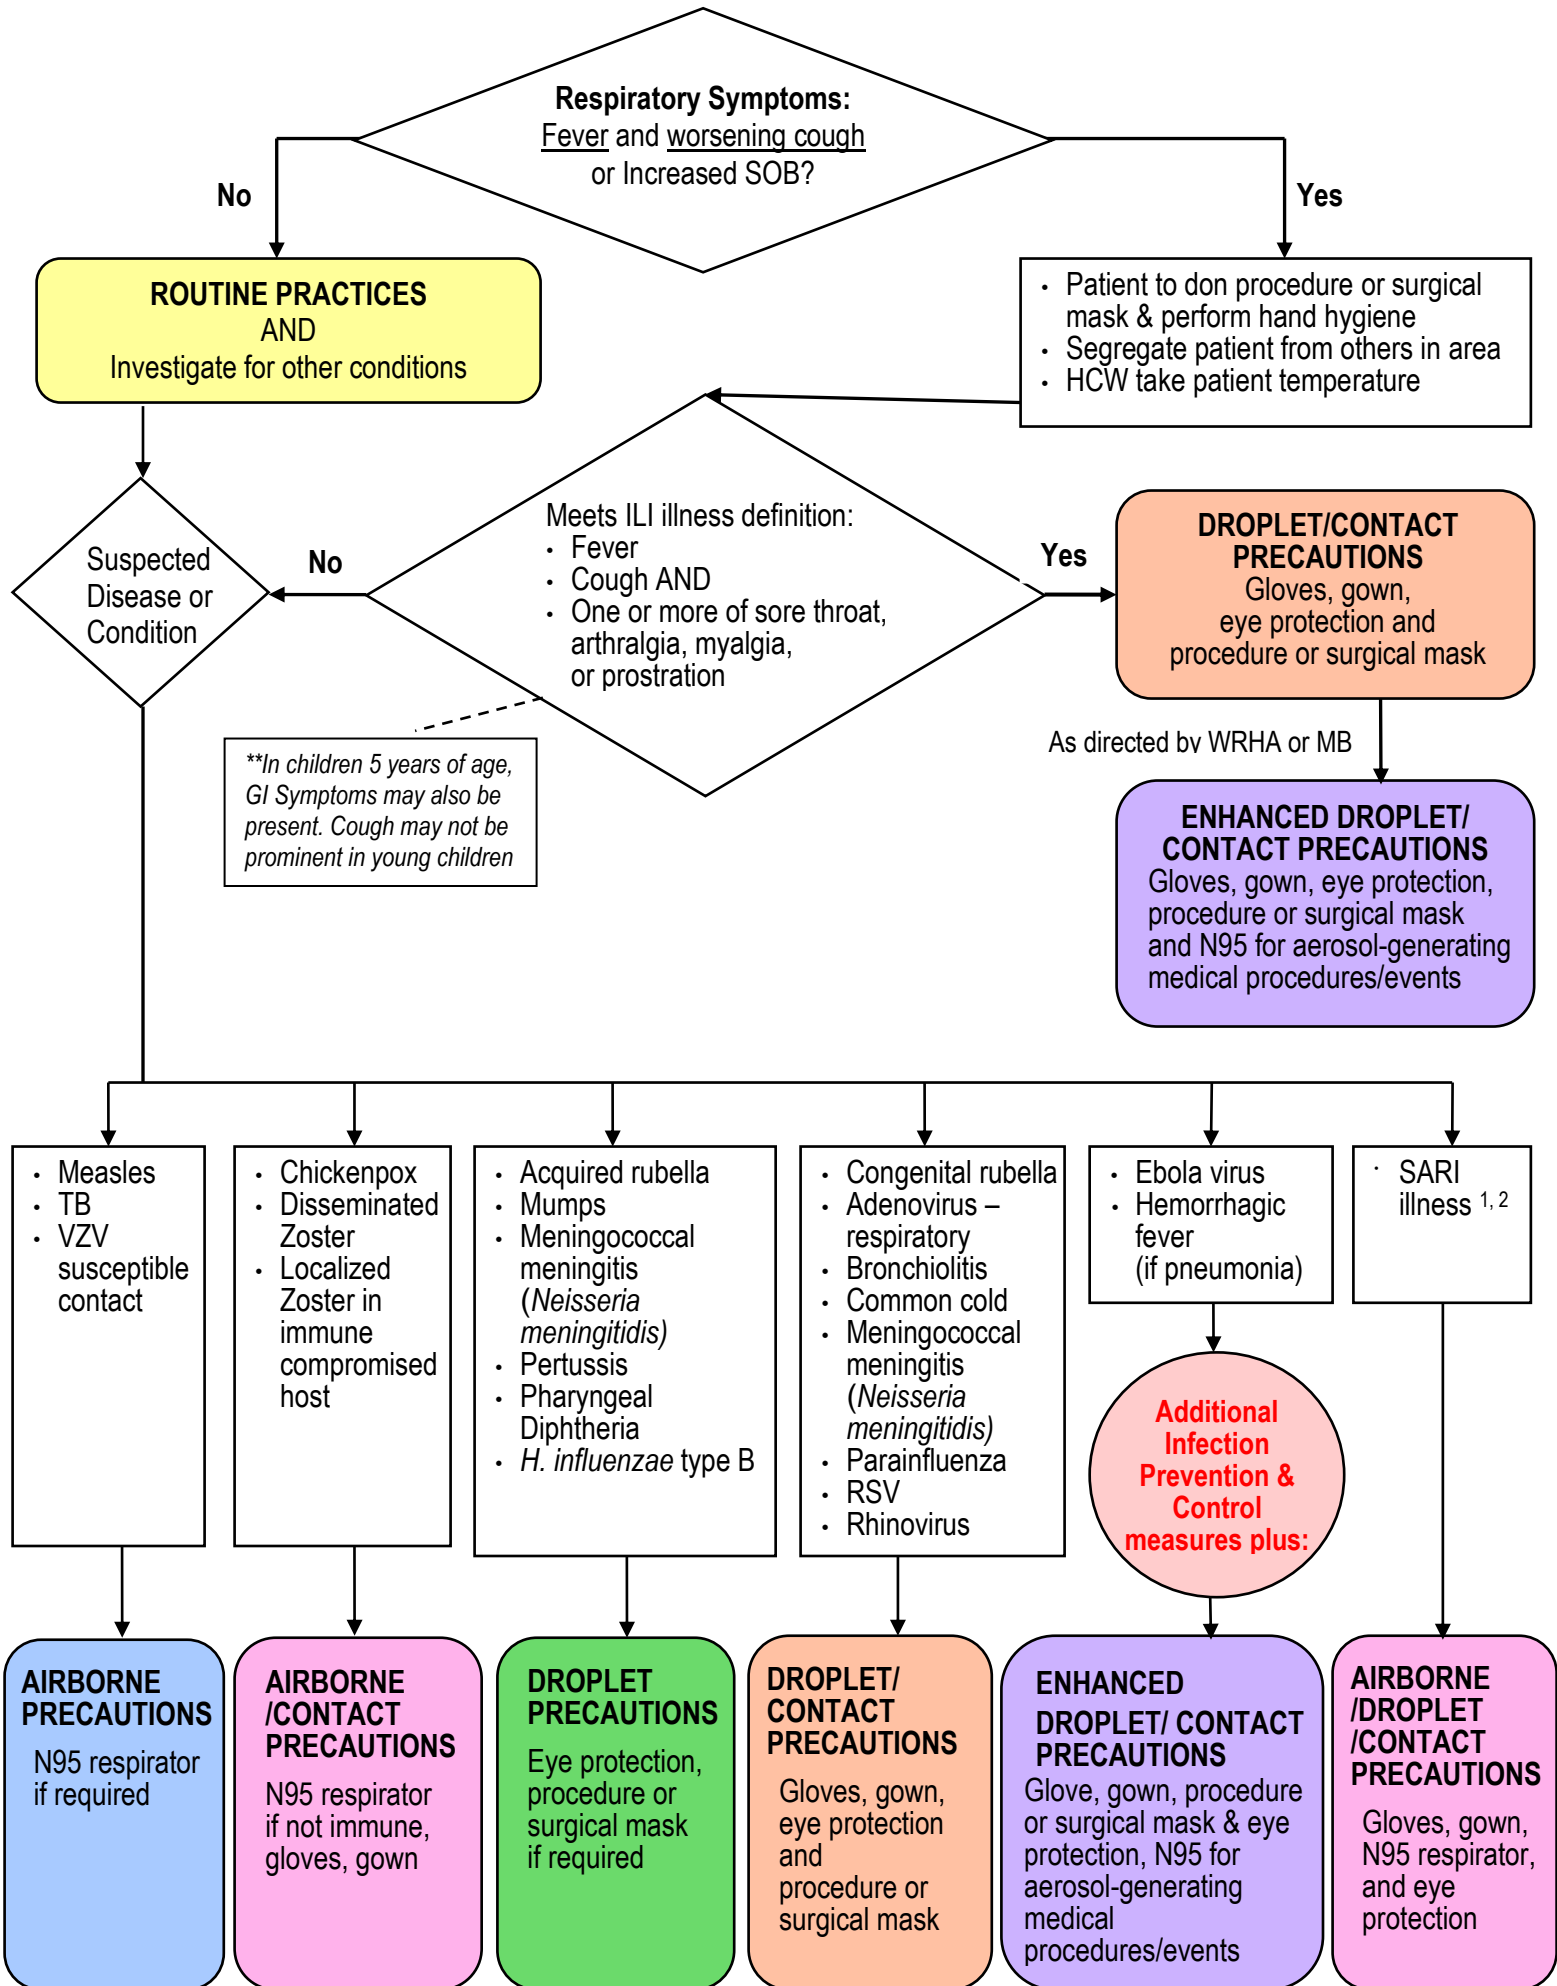 Respiratory Symptoms:
Fever and worsening cough
or Increased SOB?
No
Yes
ROUTINE PRACTICES
AND
Investigate for other conditions
· Patient to don procedure or surgical
mask & perform hand hygiene
· Segregate patient from others in area
· HCW take patient temperature
Suspected
Disease or
Condition
No
Meets ILI illness definition:
· Fever
· Cough AND
· One or more of sore throat,
arthralgia, myalgia,
or prostration
Yes
DROPLET/CONTACT
PRECAUTIONS
Gloves, gown,
eye protection and
procedure or surgical mask
**In children 5 years of age,
GI Symptoms may also be
present. Cough may not be
prominent in young children
As directed by WRHA or MB
ENHANCED DROPLET/
CONTACT PRECAUTIONS
Gloves, gown, eye protection,
procedure or surgical mask
and N95 for aerosol-generating
medical procedures/events
· Measles
· TB
· VZV
susceptible
contact
· Chickenpox
· Disseminated
Zoster
· Localized
Zoster in
immune
compromised
host
· Acquired rubella
· Mumps
· Meningococcal
meningitis
(Neisseria
meningitidis)
· Pertussis
· Pharyngeal
Diphtheria
· H. influenzae type B
· Congenital rubella
· Adenovirus –
respiratory
· Bronchiolitis
· Common cold
· Meningococcal
meningitis
(Neisseria
meningitidis)
· Parainfluenza
· RSV
· Rhinovirus
· Ebola virus
· Hemorrhagic
fever
(if pneumonia)
· SARI
illness 1, 2
Additional
Infection
Prevention &
Control
measures plus:
AIRBORNE
PRECAUTIONS
N95 respirator
if required
AIRBORNE
/CONTACT
PRECAUTIONS
N95 respirator
if not immune,
gloves, gown
DROPLET
PRECAUTIONS
Eye protection,
procedure or
surgical mask
if required
DROPLET/
CONTACT
PRECAUTIONS
Gloves, gown,
eye protection
and
procedure or
surgical mask
ENHANCED
DROPLET/ CONTACT
PRECAUTIONS
Glove, gown, procedure
or surgical mask & eye
protection, N95 for
aerosol-generating
medical
procedures/events
AIRBORNE
/DROPLET
/CONTACT
PRECAUTIONS
Gloves, gown,
N95 respirator,
and eye
protection